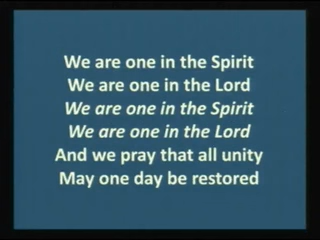 We are one in the Spirit
We are one in the Lord
We are one in the Spirit
We are one in the Lord
And we pray that all unity
May one day be restored